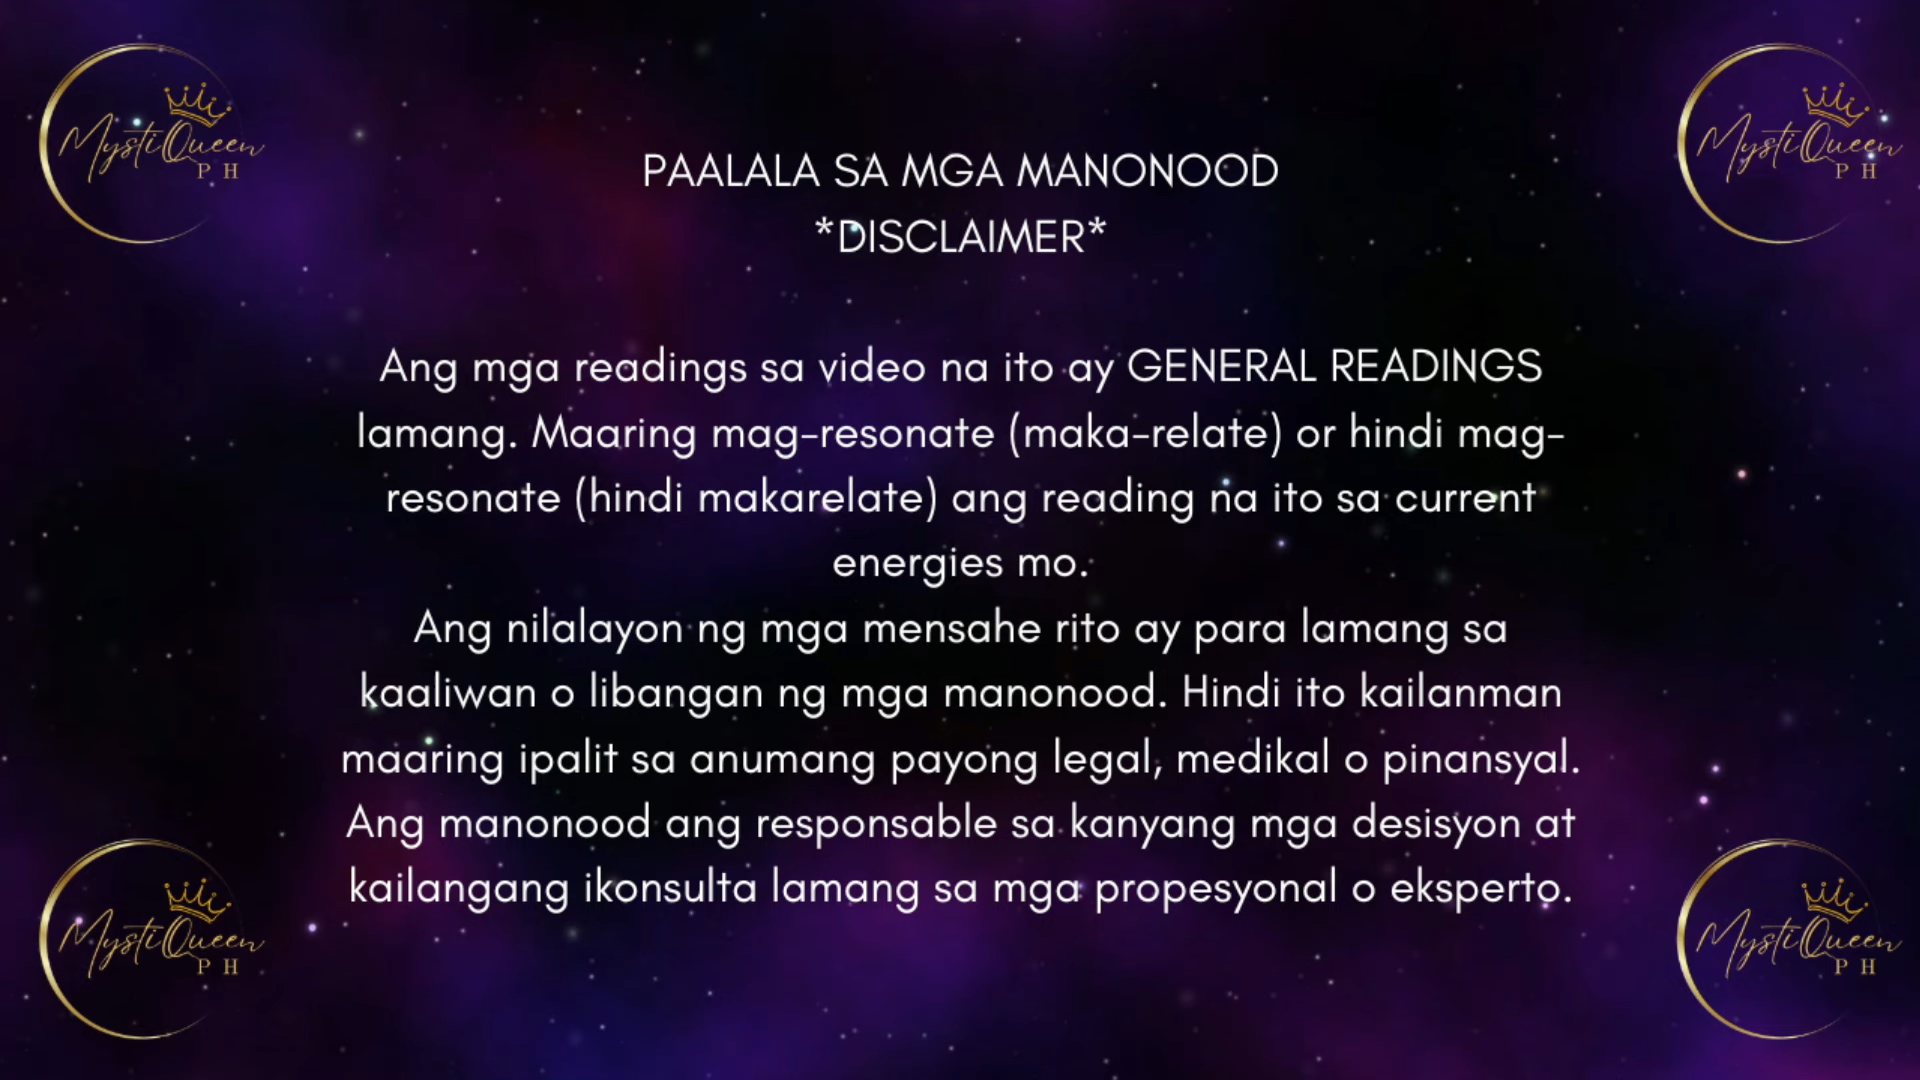 MystiQueen
PH
MystiQueen
PH
PAALALA SA MGA MANONOOD
*DISCLAIMER*
Ang mga readings sa video na ito ay GENERAL READINGS
lamang. Maaring mag-resonate (maka-relate) or hindi mag-
resonate (hindi makarelate) ang reading na ito sa current
energies mo.
Ang nilalayon ng mga mensahe rito ay para lamang sa
kaaliwan o libangan ng mga manonood. Hindi ito kailanman
maaring ipalit sa anumang payong legal, medikal o pinansyal.
Ang manonood ang responsable sa kanyang mga desisyon at
kailangang ikonsulta lamang sa mga propesyonal o eksperto.
MystiQueen
PH
MystiQueen
PH